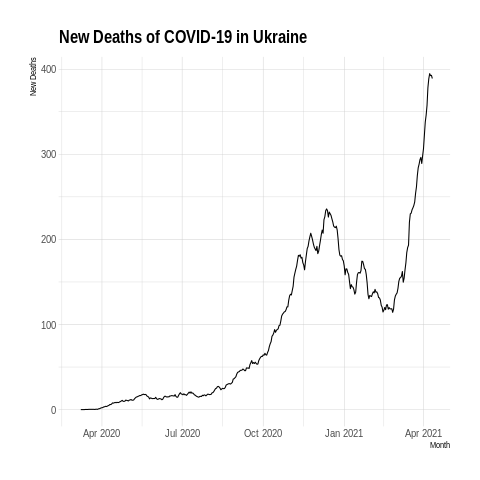 New Deaths of COVID-19 in Ukraine
New Deaths
400
300
200
100
0
Apr 2020 Jul 2020 Oct 2020 Jan 2021 Apr 2021
Month